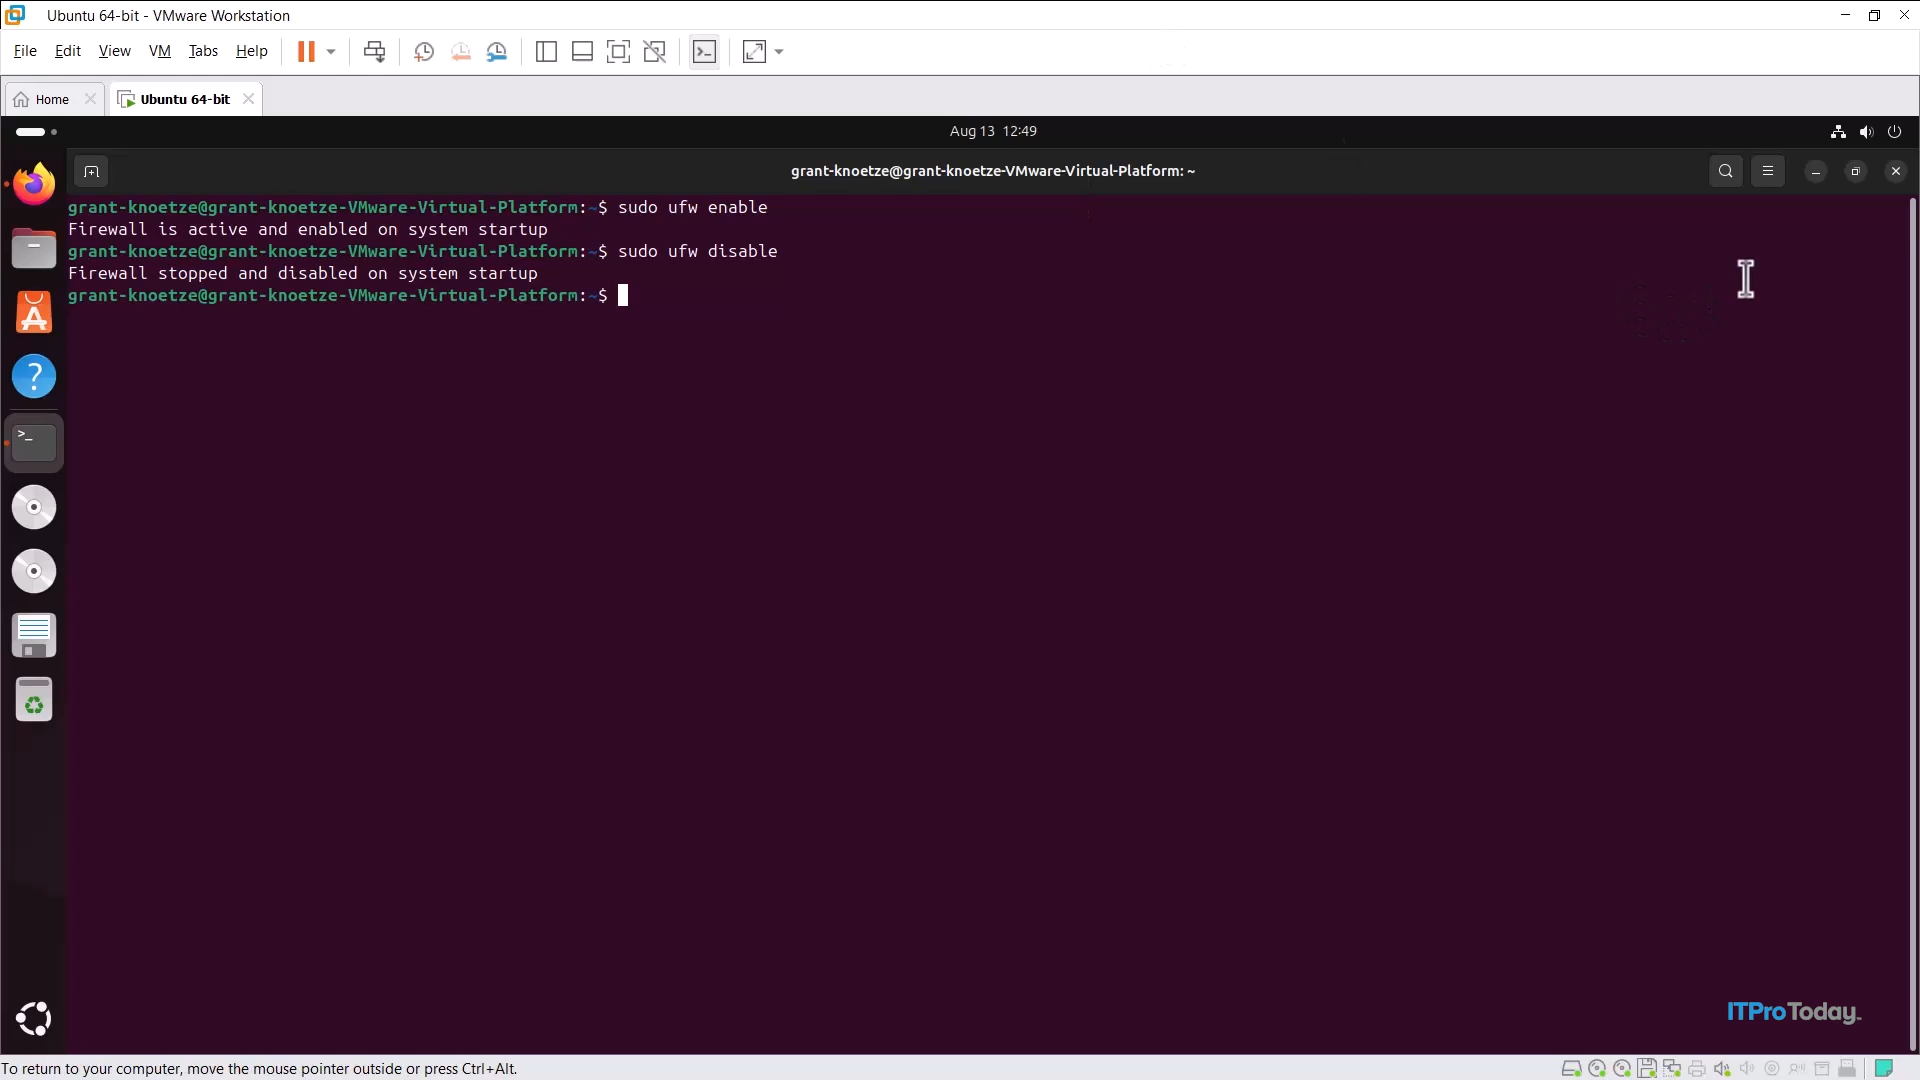 Ubuntu 64-bit - VMware Workstation
File Edit View VM Tabs Help
Home
Ubuntu 64-bit
Aug 13 12:49
grant-knoetze@grant-knoetze-VMware-Virtual-Platform: ~
grant-knoetze@grant-knoetze-VMware-Virtual-Platform:~$ sudo ufw enable
Firewall is active and enabled on system startup
grant-knoetze@grant-knoetze-VMware-Virtual-Platform:~$ sudo ufw disable
Firewall stopped and disabled on system startup
grant-knoetze@grant-knoetze-VMware-Virtual-Platform:~$
ITProToday
To return to your computer, move the mouse pointer outside or press Ctrl+Alt.